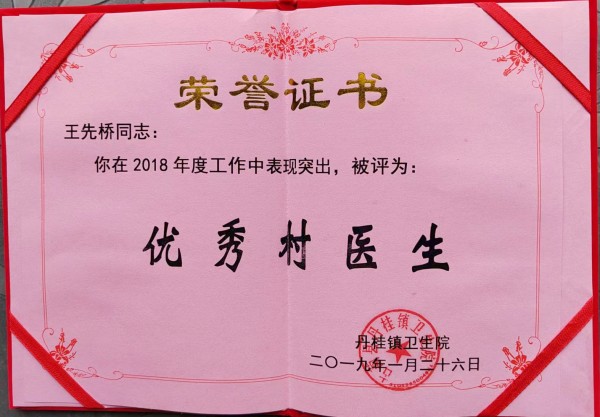 荣誉证书
王先桥同志：
你在2018年度工作中表现突出，被评为：
优秀村医生
丹桂镇卫生院
二〇一九年一月二十六日